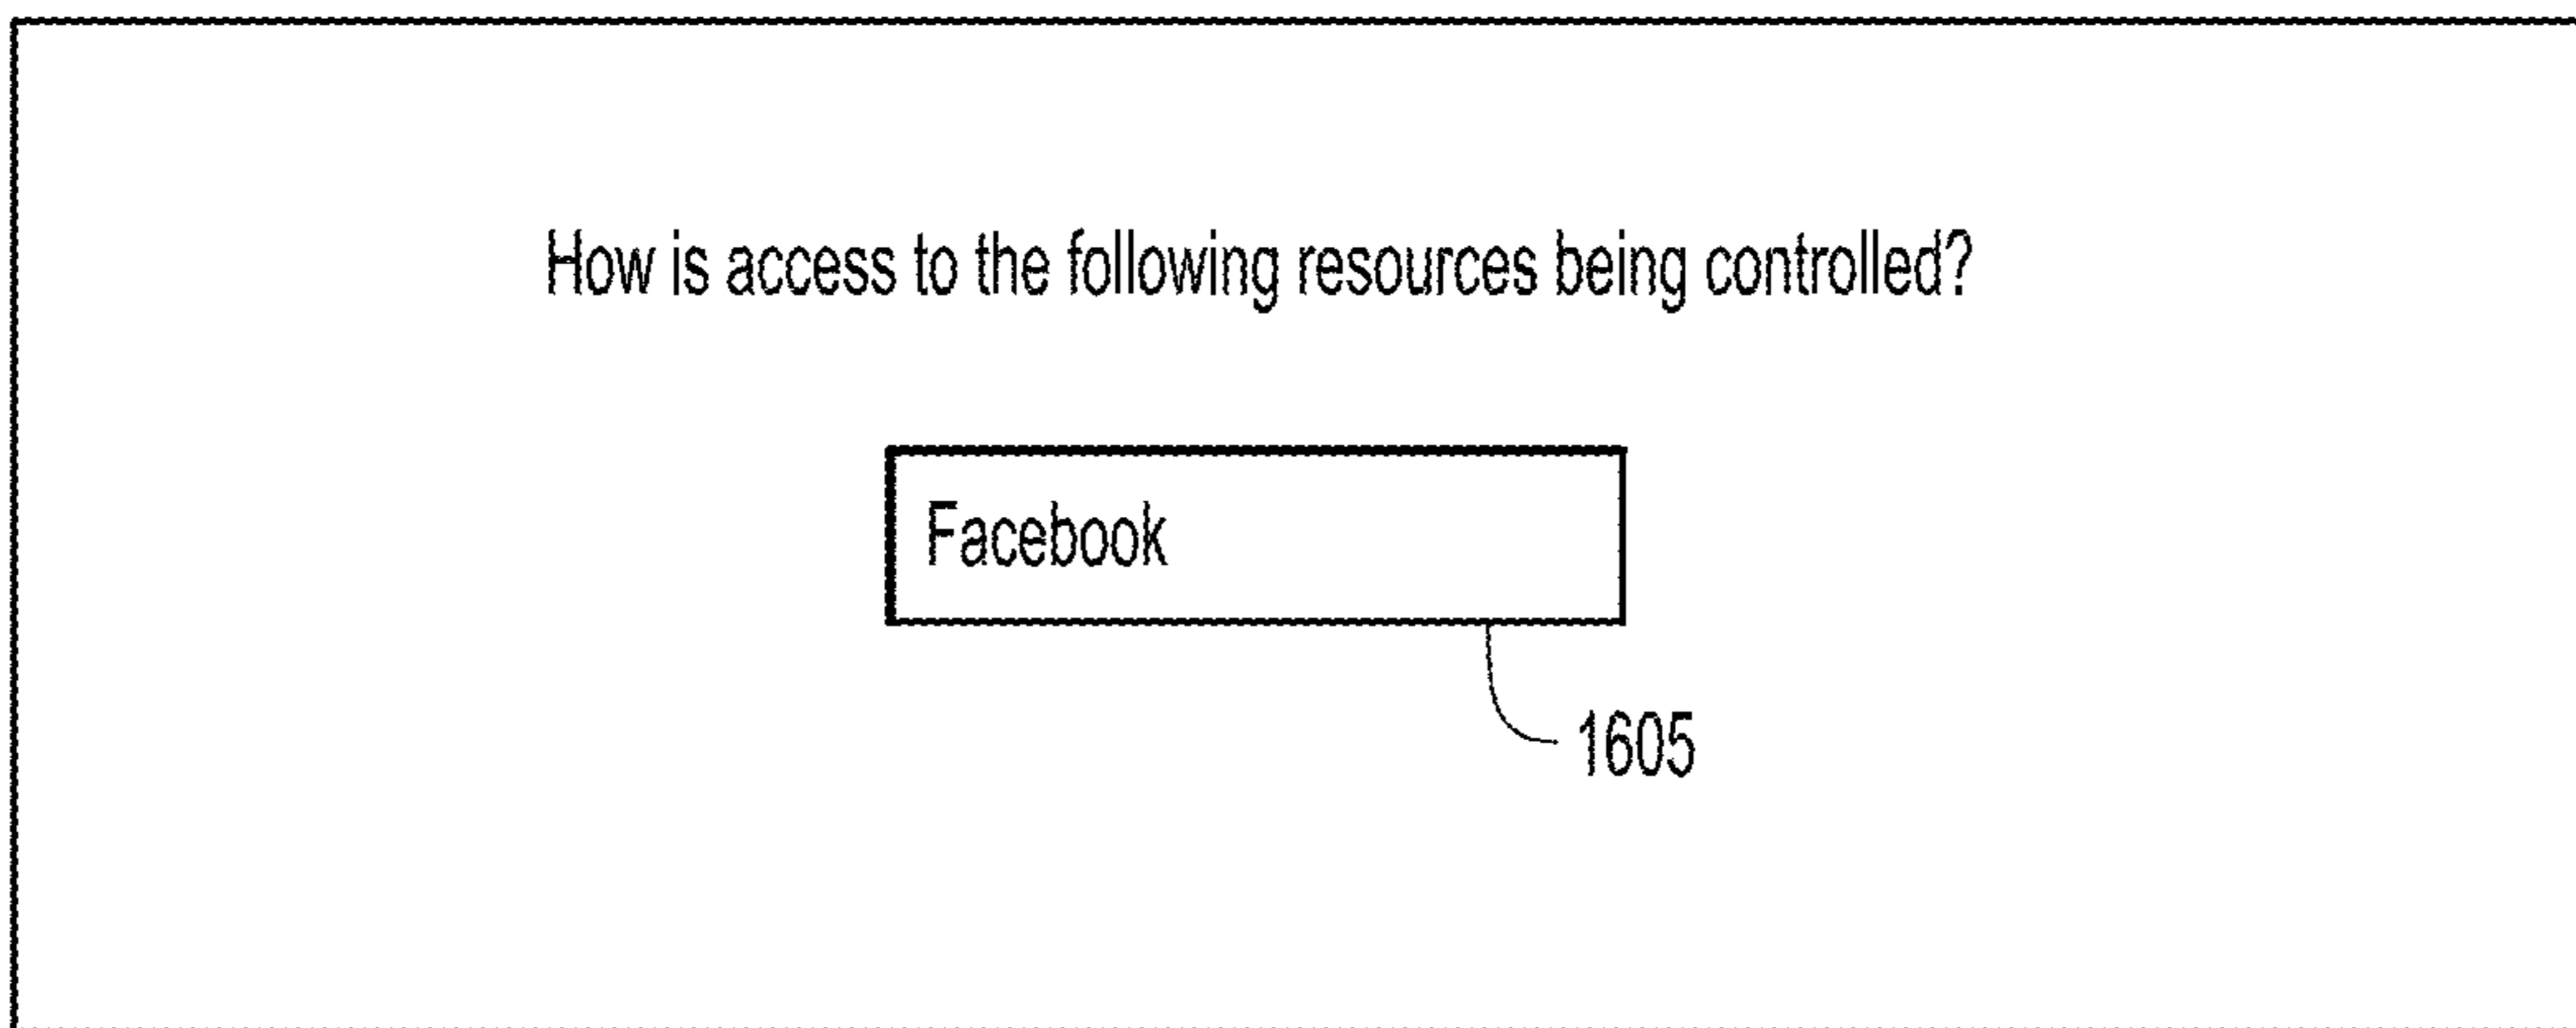 How is access to the following resources being controlled?
Facebook
1605